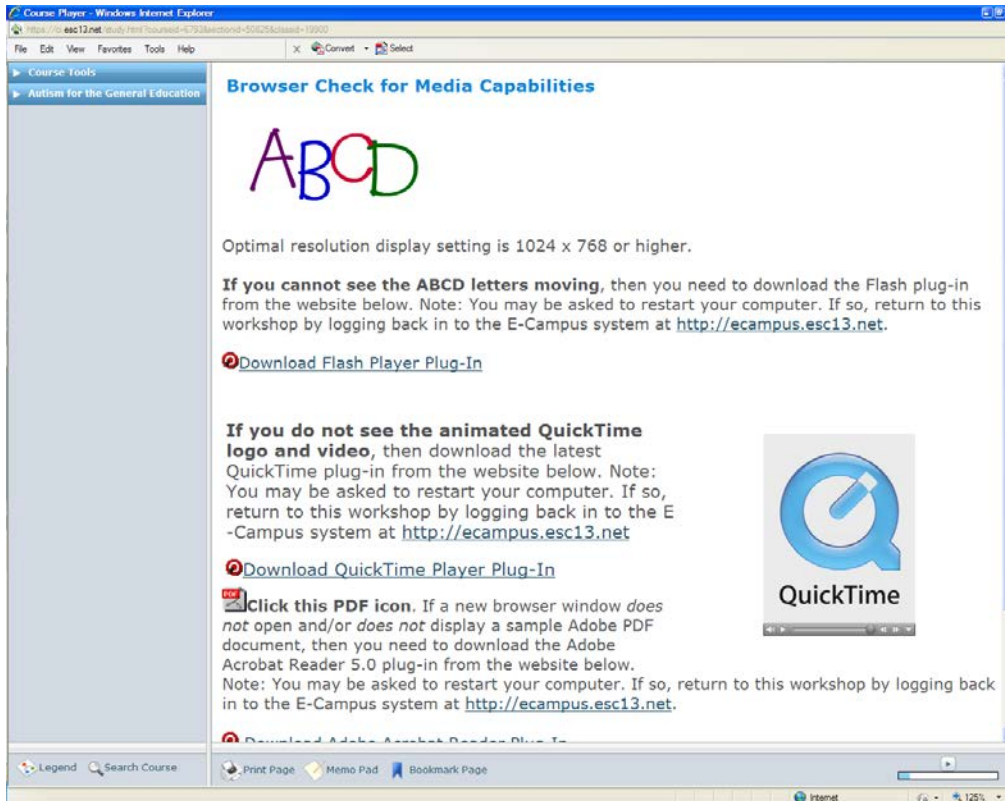 Course Player - Windows Internet Explorer
esc13.net
File Edit View Favorites Tools Help
Convert
Select
Course Tools
Autism for the General Education
Browser Check for Media Capabilities
ABCD
Optimal resolution display setting is 1024 x 768 or higher.
If you cannot see the ABCD letters moving, then you need to download the Flash plug-in
from the website below. Note: You may be asked to restart your computer. If so, return to this
workshop by logging back in to the E-Campus system at http://ecampus.esc13.net.
Download Flash Player Plug-In
If you do not see the animated QuickTime
logo and video, then download the latest
QuickTime plug-in from the website below. Note:
You may be asked to restart your computer. If so,
return to this workshop by logging back in to the E
-Campus system at http://ecampus.esc13.net
Download QuickTime Player Plug-In
QuickTime
PDF
Click this PDF icon. If a new browser window does
not open and/or does not display a sample Adobe PDF
document, then you need to download the Adobe
Acrobat Reader 5.0 plug-in from the website below.
Note: You may be asked to restart your computer. If so, return to this workshop by logging back
in to the E-Campus system at http://ecampus.esc13.net.
Download Adobe Acrobat Reader Plug-In
Legend Search Course
Print Page Memo Pad Bookmark Page
Internet
125%